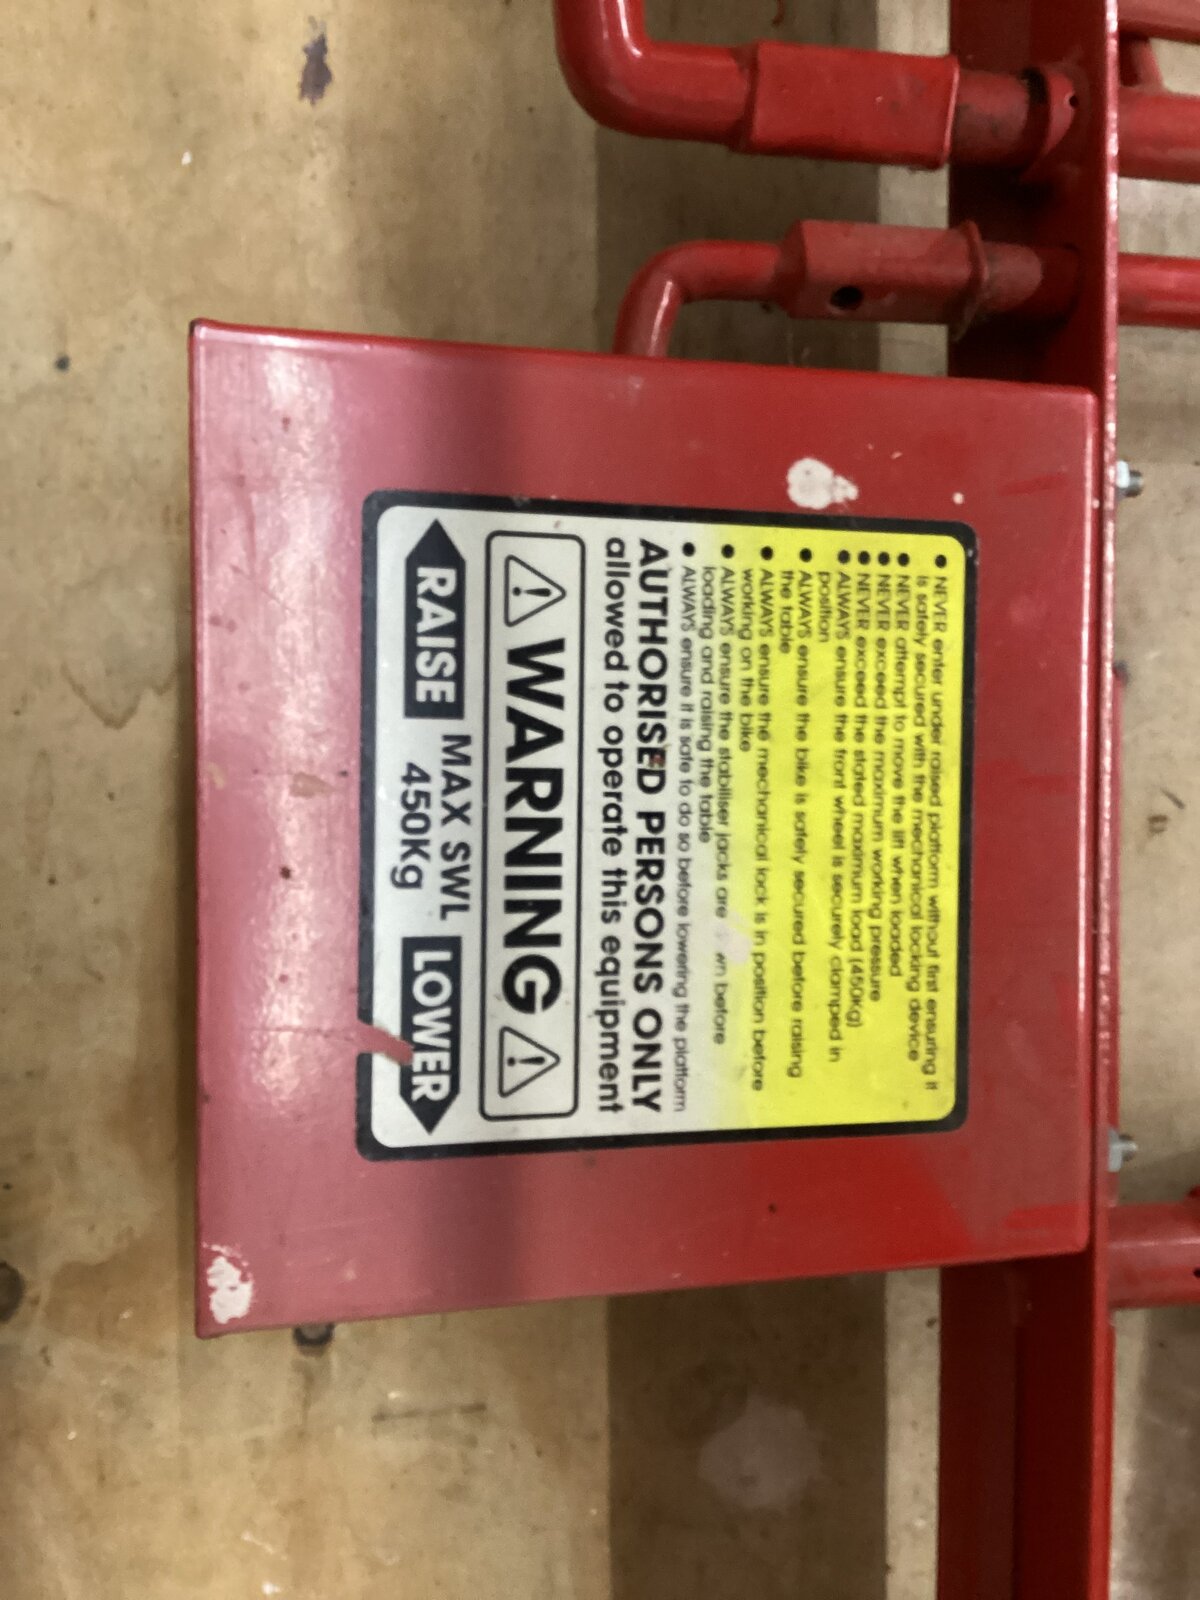 ● NEVER enter under raised platform without first ensuring it
is safely secured with the mechanical locking device
● NEVER attempt to move the lift when loaded
● NEVER exceed the maximum working pressure
● NEVER exceed the stated maximum load (450Kg)
● ALWAYS ensure the front wheel is securely clamped in
position
● ALWAYS ensure the bike is safely secured before raising
the table
● ALWAYS ensure the mechanical lock is in position before
working on the bike
● ALWAYS ensure the stabiliser jacks are before
loading and raising the table
● ALWAYS ensure it is safe to do so before lowering the platform
AUTHORISED PERSONS ONLY
allowed to operate this equipment
WARNING
RAISE MAX SWL LOWER
450Kg